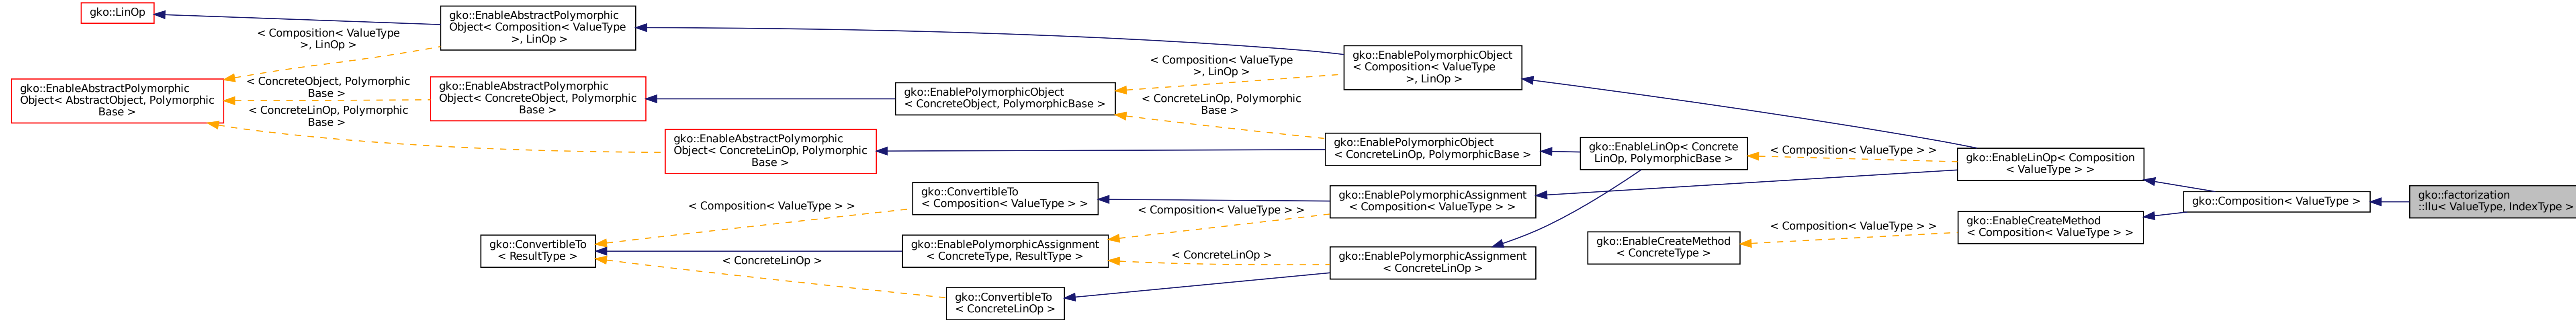 gko::LinOp
gko::EnableAbstractPolymorphic
Object< Composition< ValueType
>, LinOp >
< Composition< ValueType
>, LinOp >
gko::EnableAbstractPolymorphic
Object< AbstractObject, Polymorphic
Base >
< ConcreteObject, Polymorphic
Base >
< ConcreteLinOp, Polymorphic
Base >
gko::EnableAbstractPolymorphic
Object< ConcreteObject, Polymorphic
Base >
gko::EnableAbstractPolymorphic
Object< ConcreteLinOp, Polymorphic
Base >
gko::EnablePolymorphicObject
< ConcreteObject, PolymorphicBase >
< Composition< ValueType
>, LinOp >
< ConcreteLinOp, Polymorphic
Base >
gko::EnablePolymorphicObject
< Composition< ValueType
>, LinOp >
gko::EnablePolymorphicObject
< ConcreteLinOp, PolymorphicBase >
gko::EnableLinOp< Concrete
LinOp, PolymorphicBase >
< Composition< ValueType > >
gko::EnableLinOp< Composition
< ValueType > >
gko::ConvertibleTo
< Composition< ValueType > >
< Composition< ValueType > >
gko::EnablePolymorphicAssignment
< Composition< ValueType > >
< Composition< ValueType > >
gko::ConvertibleTo
< ResultType >
gko::EnablePolymorphicAssignment
< ConcreteType, ResultType >
< ConcreteLinOp >
< ConcreteLinOp >
gko::EnablePolymorphicAssignment
< ConcreteLinOp >
gko::ConvertibleTo
< ConcreteLinOp >
gko::EnableCreateMethod
< ConcreteType >
< Composition< ValueType > >
gko::EnableCreateMethod
< Composition< ValueType > >
gko::Composition< ValueType >
gko::factorization
::Ilu< ValueType, IndexType >